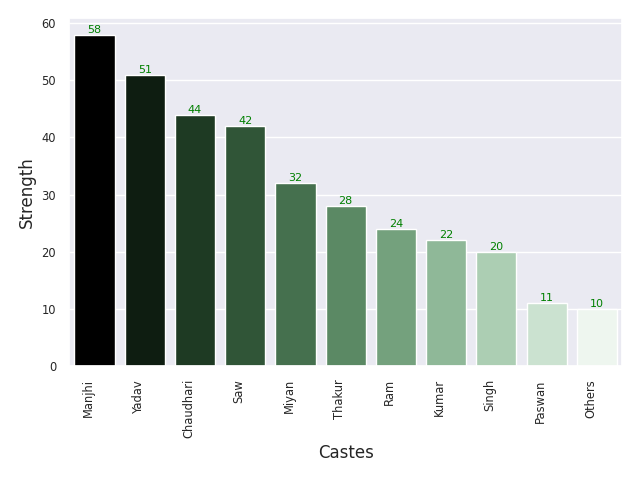 60
50
40
30
20
10
0
Strength
58
51
44
42
32
28
24
22
20
11
10
Manjhi
Yadav
Chaudhari
Saw
Miyan
Thakur
Ram
Kumar
Singh
Paswan
Others
Castes